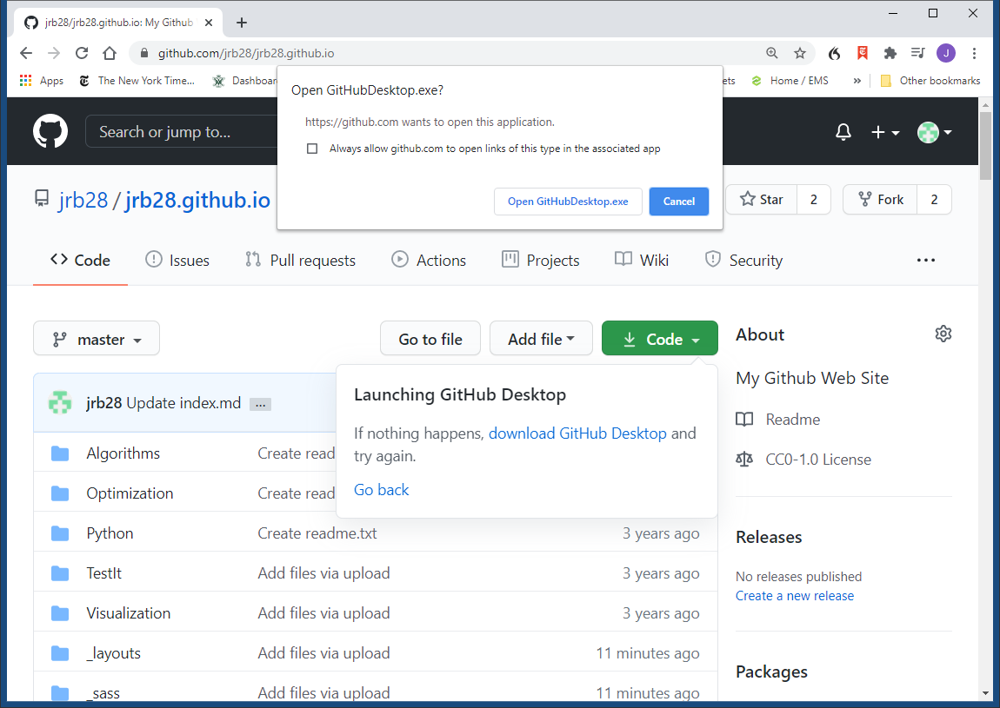 jrb28/jrb28.github.io: My Github
github.com/jrb28/jrb28.github.io
Apps
The New York Time...
Dashboar
ets
Home / EMS
»
Other bookmarks
J
Open GitHubDesktop.exe?
https://github.com wants to open this application.
Always allow github.com to open links of this type in the associated app
Open GitHubDesktop.exe
Cancel
Search or jump to...
jrb28 / jrb28.github.io
Star 2
Fork 2
Code
Issues
Pull requests
Actions
Projects
Wiki
Security
...
master
Go to file
Add file
Code
Launching GitHub Desktop
If nothing happens, download GitHub Desktop and
try again.
Go back
jrb28 Update index.md ...
Algorithms Create read
Optimization Create read
Python Create readme.txt 3 years ago
TestIt Add files via upload 3 years ago
Visualization Add files via upload 3 years ago
_layouts Add files via upload 11 minutes ago
_sass Add files via upload 11 minutes ago
About
My Github Web Site
Readme
CC0-1.0 License
Releases
No releases published
Create a new release
Packages